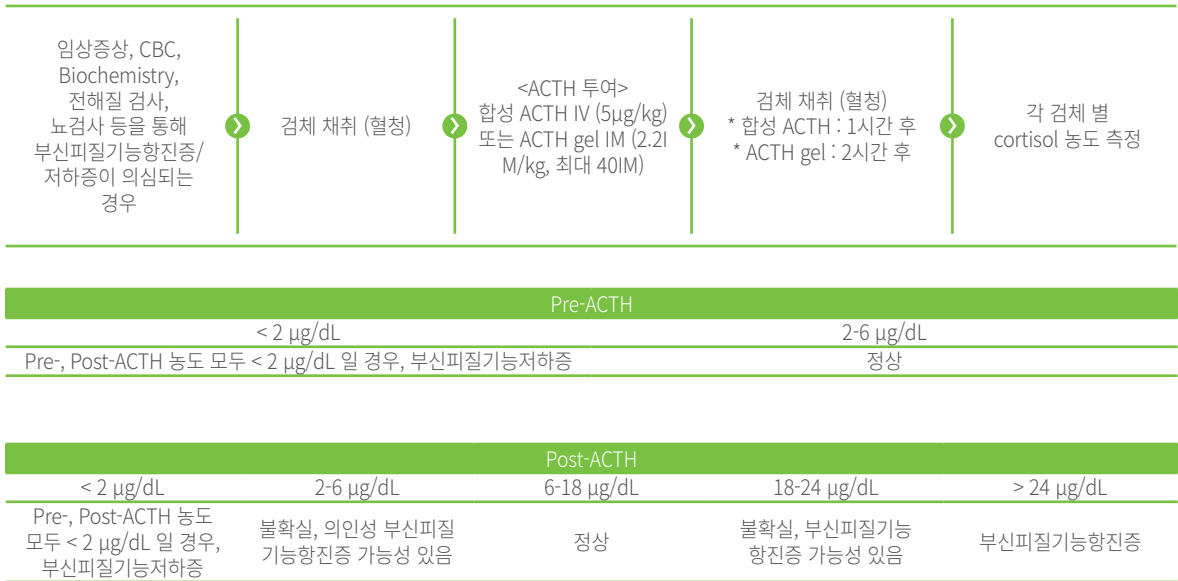 임상증상, CBC,
Biochemistry,
전해질 검사,
뇨검사 등을 통해
부신피질기능항진증/
저하증이 의심되는
경우
검체 채취 (혈청)
<ACTH 투여>
합성 ACTH IV (5μg/kg)
또는 ACTH gel IM (2.2I
M/kg, 최대 40IM)
검체 채취 (혈청)
* 합성 ACTH : 1시간 후
* ACTH gel : 2시간 후
각 검체 별
cortisol 농도 측정
Pre-ACTH
< 2 μg/dL 2-6 μg/dL
Pre-, Post-ACTH 농도 모두 < 2 μg/dL 일 경우, 부신피질기능저하증 정상
Post-ACTH
< 2 μg/dL 2-6 μg/dL 6-18 μg/dL 18-24 μg/dL > 24 μg/dL
Pre-, Post-ACTH 농도
모두 < 2 μg/dL 일 경우,
부신피질기능저하증
불확실, 의인성 부신피질
기능항진증 가능성 있음
정상
불확실, 부신피질기능
항진증 가능성 있음
부신피질기능항진증